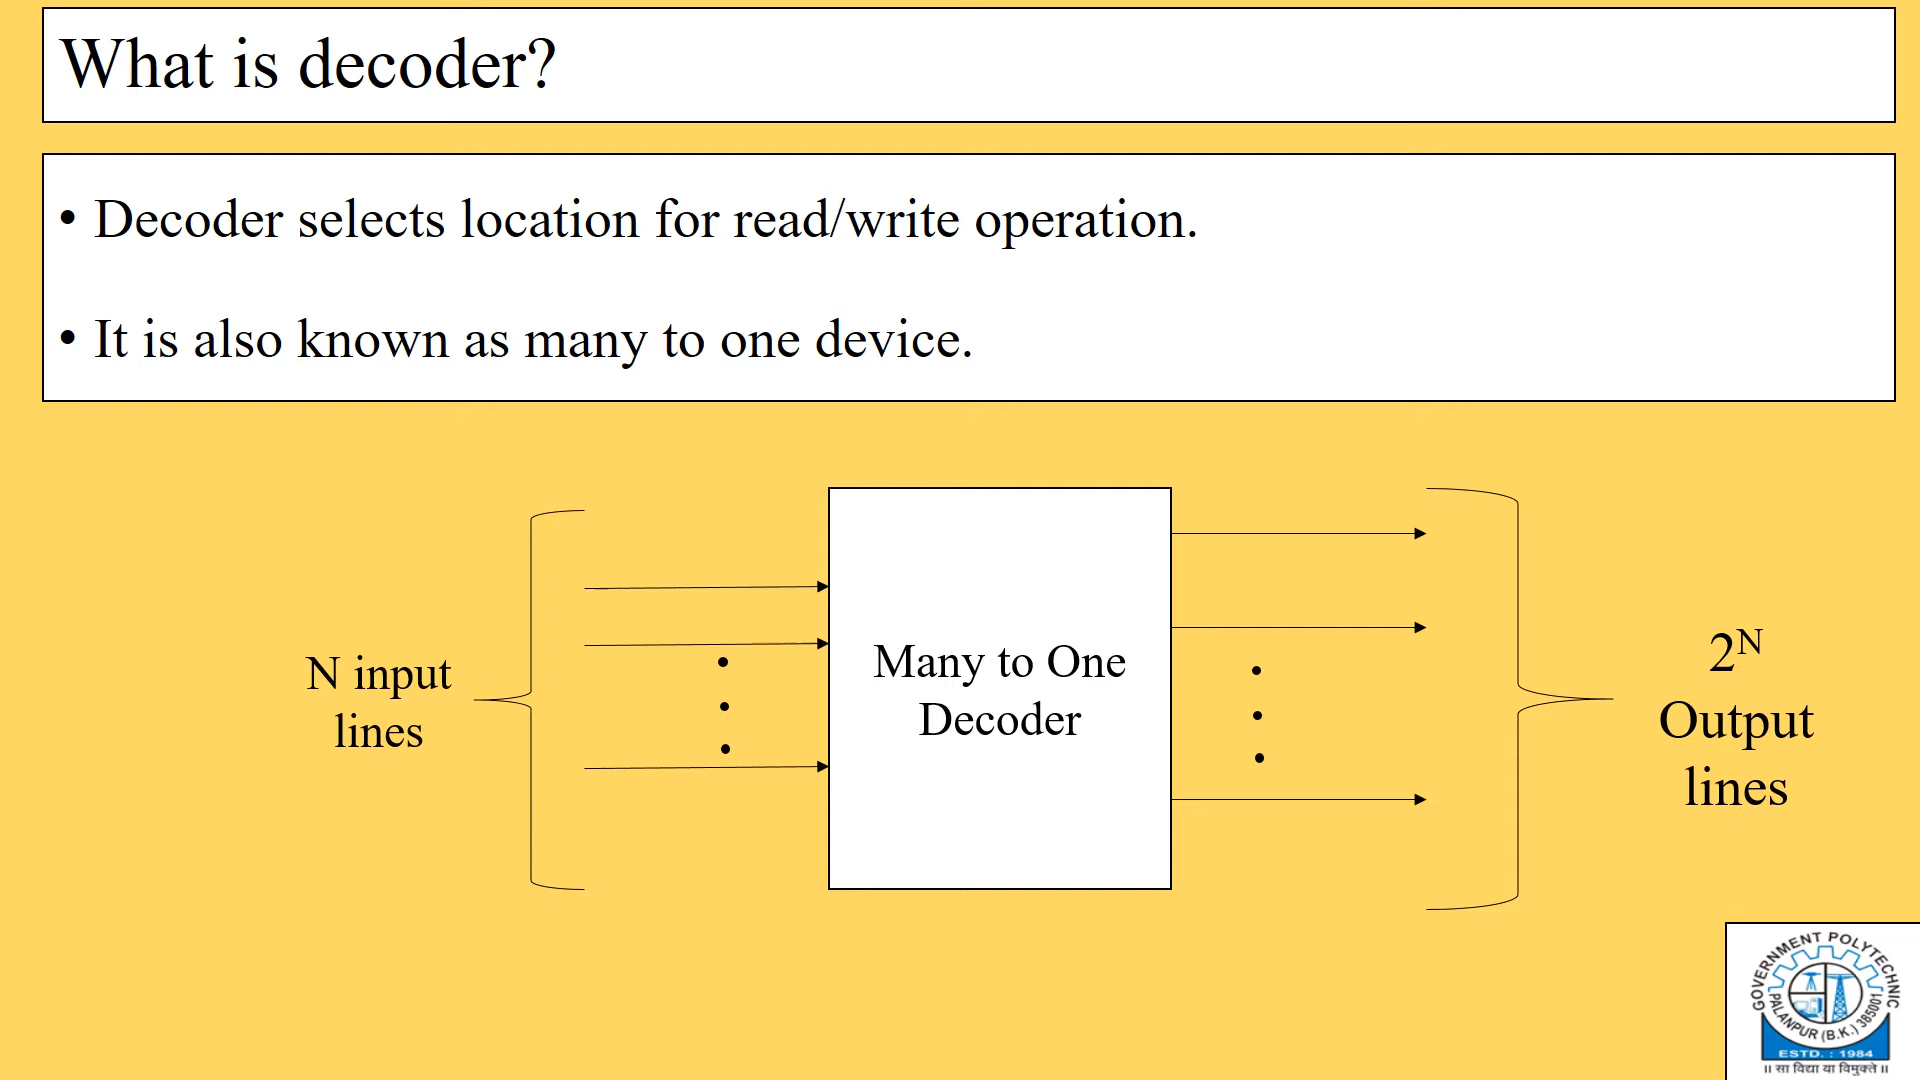 What is decoder?
• Decoder selects location for read/write operation.
• It is also known as many to one device.
N input
lines
Many to One
Decoder
2ᴺ
Output
lines
GOVERNMENT POLYTECHNIC
PALANPUR (B.K.) 385001
ESTD. : 1984
॥ सा विद्या या विमुक्ते ॥